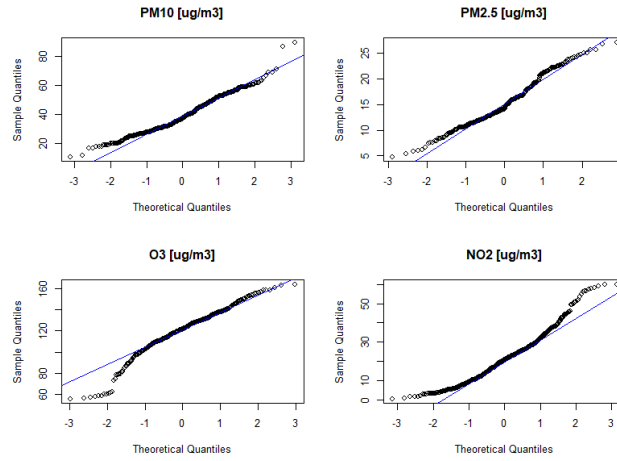 PM10 [ug/m3]
Sample Quantiles
20 40 60 80
-3 -2 -1 0 1 2 3
Theoretical Quantiles
PM2.5 [ug/m3]
Sample Quantiles
5 10 15 20 25
-3 -2 -1 0 1 2 3
Theoretical Quantiles
O3 [ug/m3]
Sample Quantiles
60 80 120 160
-3 -2 -1 0 1 2 3
Theoretical Quantiles
NO2 [ug/m3]
Sample Quantiles
0 10 30 50
-3 -2 -1 0 1 2 3
Theoretical Quantiles